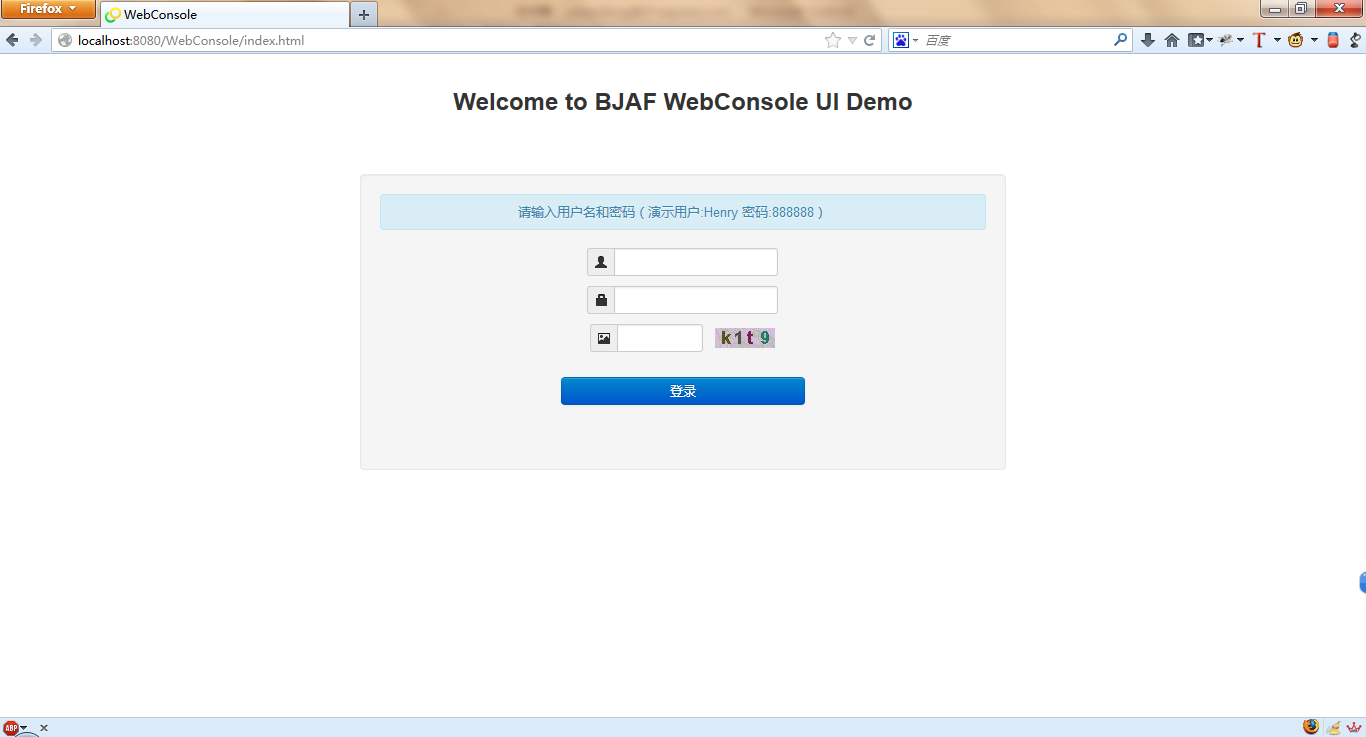 Firefox
WebConsole
localhost:8080/WebConsole/index.html
百度
Welcome to BJAF WebConsole UI Demo
请输入用户名和密码 ( 演示用户:Henry 密码:888888 )
k1t9
登录
ABP